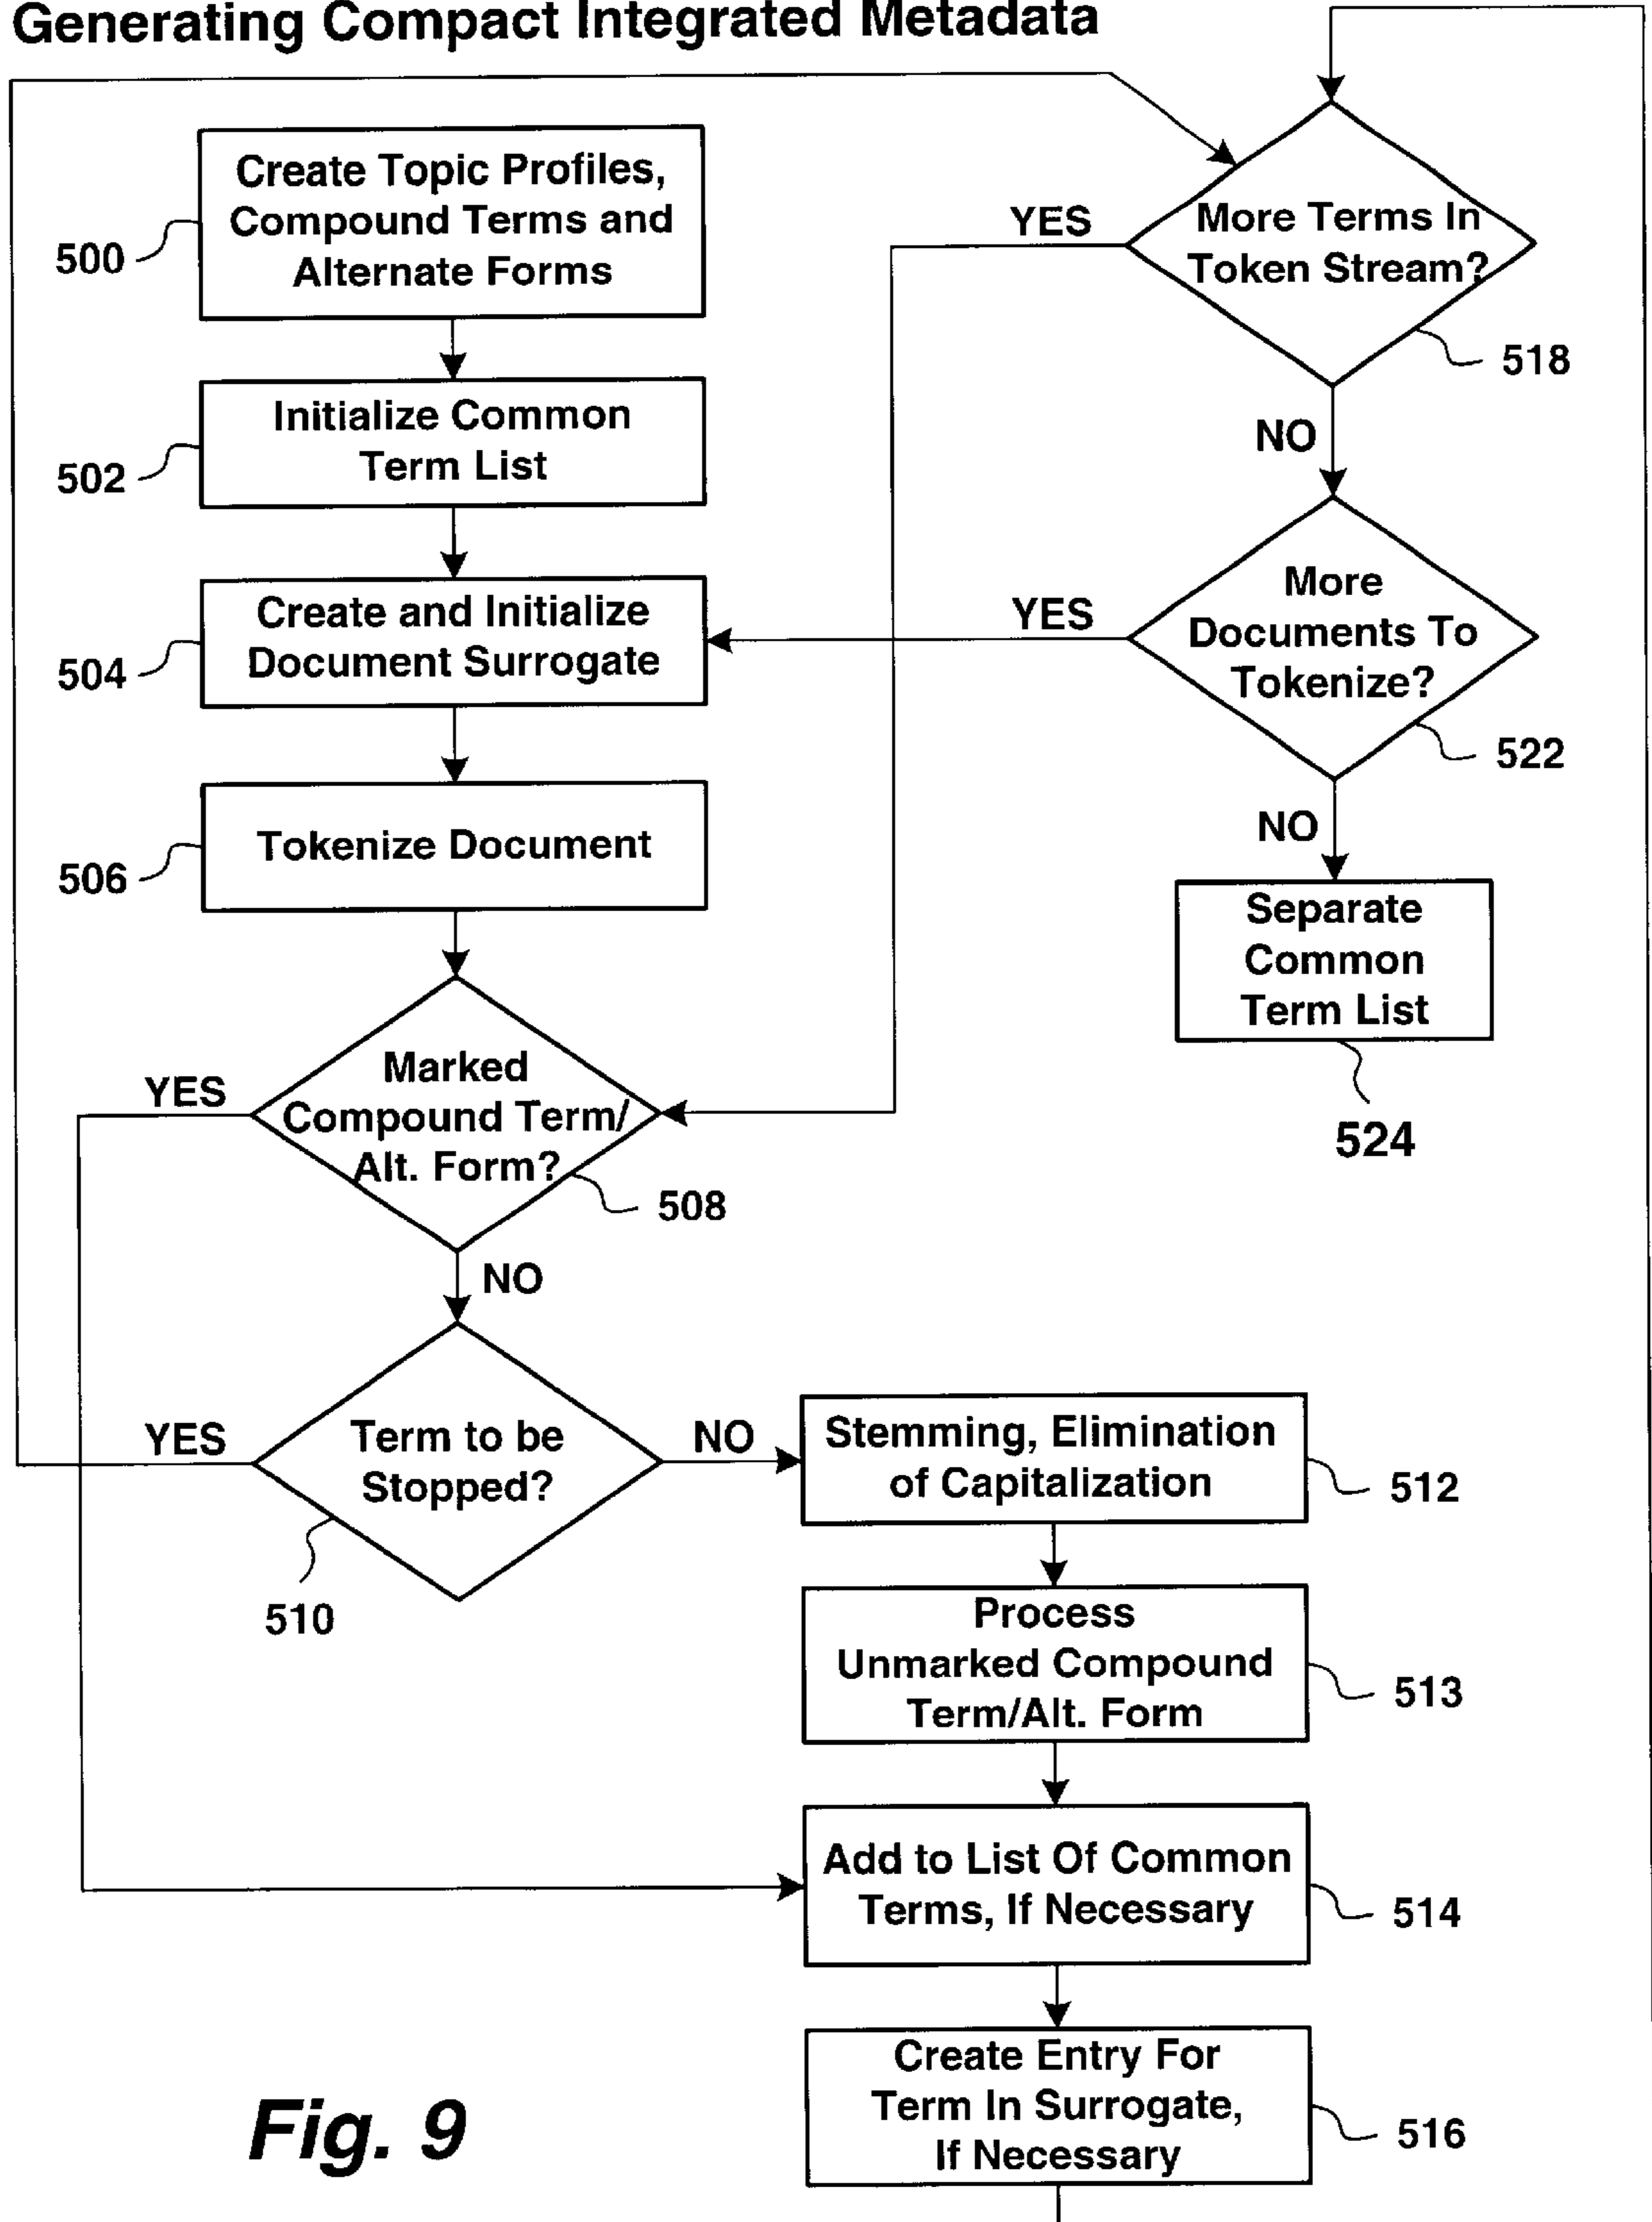 Generating Compact Integrated Metadata
Create Topic Profiles,
Compound Terms and
Alternate Forms
500
Initialize Common
Term List
502
Create and Initialize
Document Surrogate
504
Tokenize Document
506
Marked
Compound Term/
Alt. Form?
508
YES
NO
Term to be
Stopped?
510
YES
NO
Stemming, Elimination
of Capitalization
512
Process
Unmarked Compound
Term/Alt. Form
513
Add to List Of Common
Terms, If Necessary
514
Create Entry For
Term In Surrogate,
If Necessary
516
More Terms In
Token Stream?
518
YES
NO
More
Documents To
Tokenize?
522
YES
NO
Separate
Common
Term List
524
Fig. 9